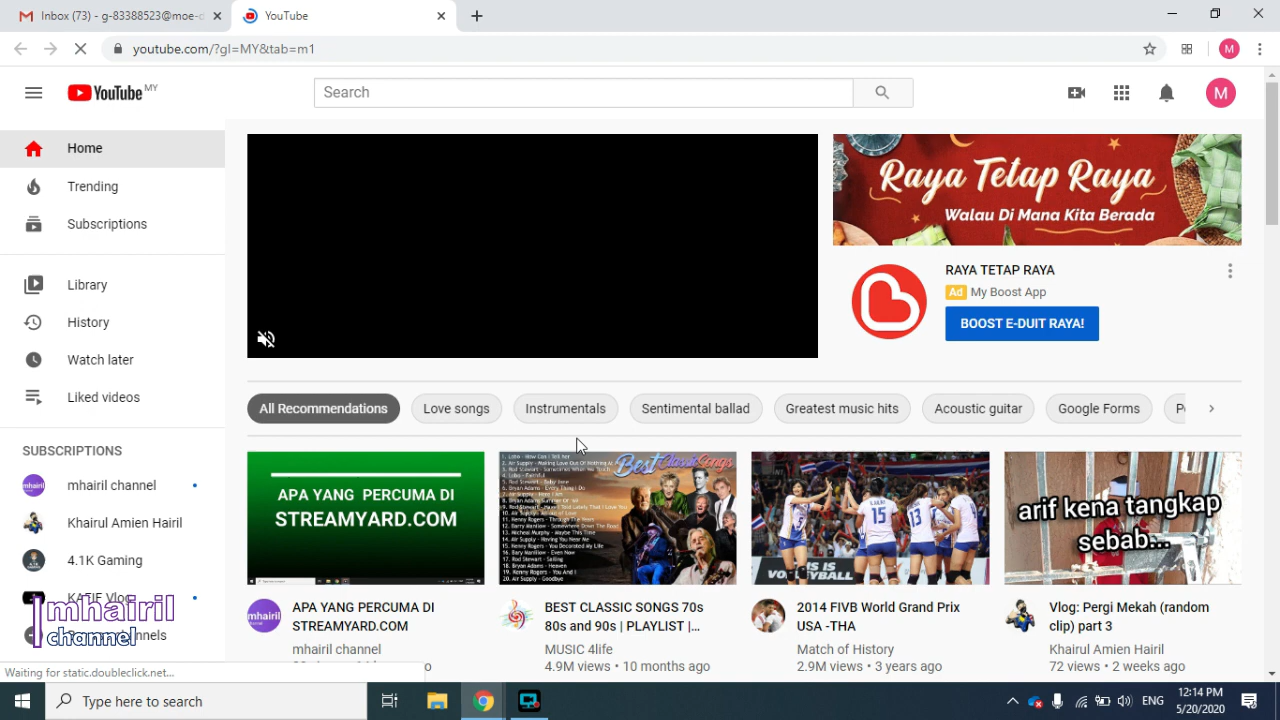 Inbox (73) - g-83388523@moe-d
YouTube
youtube.com/?gl=MY&tab=m1
M
YouTube MY
Search
M
Home
Trending
Subscriptions
Library
History
Watch later
Liked videos
SUBSCRIPTIONS
mhairil channel
Khairul Amien Hairil
4.1k Gaming
mhairil
channel
Raya Tetap Raya
Walau Di Mana Kita Berada
RAYA TETAP RAYA
Ad My Boost App
BOOST E-DUIT RAYA!
All Recommendations
Love songs
Instrumentals
Sentimental ballad
Greatest music hits
Acoustic guitar
Google Forms
APA YANG PERCUMA DI
STREAMYARD.COM
Best Classic Songs
arif kena tangkap
sebab...
mhairil
APA YANG PERCUMA DI
STREAMYARD.COM
mhairil channel
BEST CLASSIC SONGS 70s
80s and 90s | PLAYLIST |...
MUSIC 4life
4.9M views • 10 months ago
2014 FIVB World Grand Prix
USA -THA
Match of History
2.9M views • 3 years ago
Vlog: Pergi Mekah (random
clip) part 3
Khairul Amien Hairil
72 views • 2 weeks ago
Waiting for static.doubleclick.net...
Type here to search
ENG
12:14 PM
5/20/2020